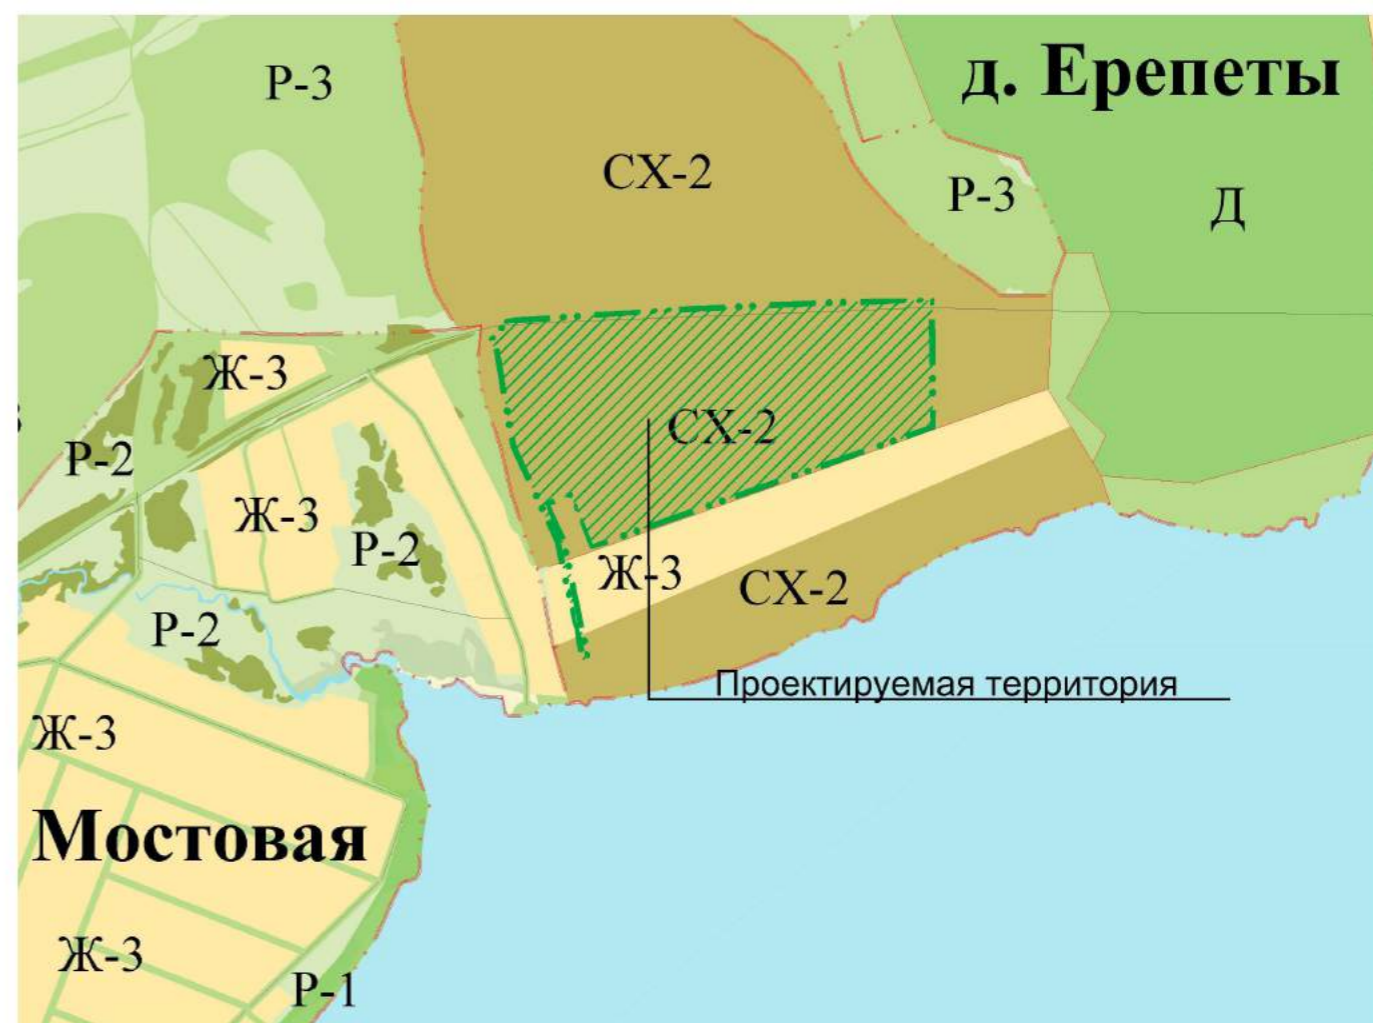 Р-3
д. Ерепеты
СХ-2
Р-3
Д
Ж-3
СХ-2
Р-2
Ж-3
Р-2
Ж-3
СХ-2
Р-2
Проектируемая территория
Ж-3
Мостовая
Ж-3
Р-1